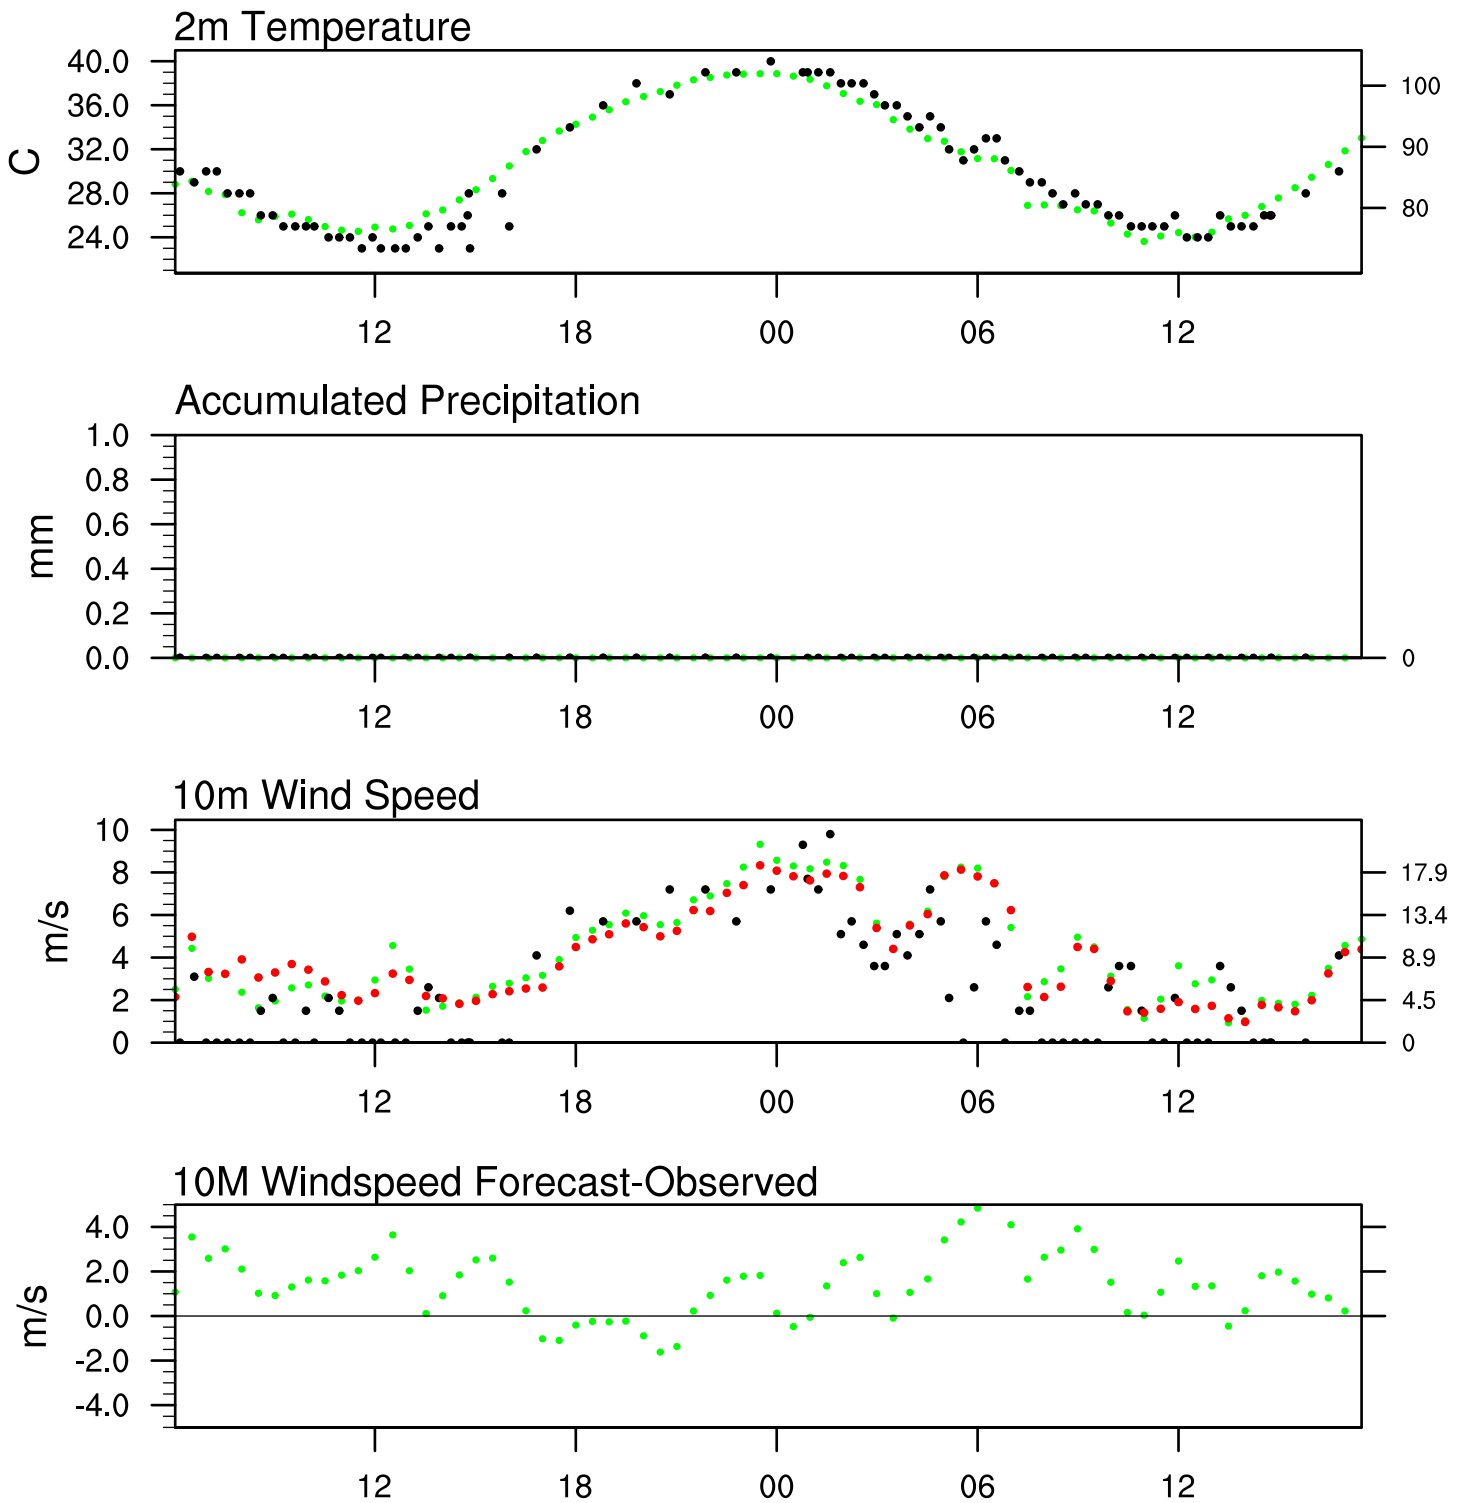 2m Temperature
C
40.0
36.0
32.0
28.0
24.0
100
90
80
12 18 00 06 12
Accumulated Precipitation
mm
1.0
0.8
0.6
0.4
0.2
0.0
0
12 18 00 06 12
10m Wind Speed
m/s
10
8
6
4
2
0
17.9
13.4
8.9
4.5
0
12 18 00 06 12
10M Windspeed Forecast-Observed
m/s
4.0
2.0
0.0
-2.0
-4.0
12 18 00 06 12